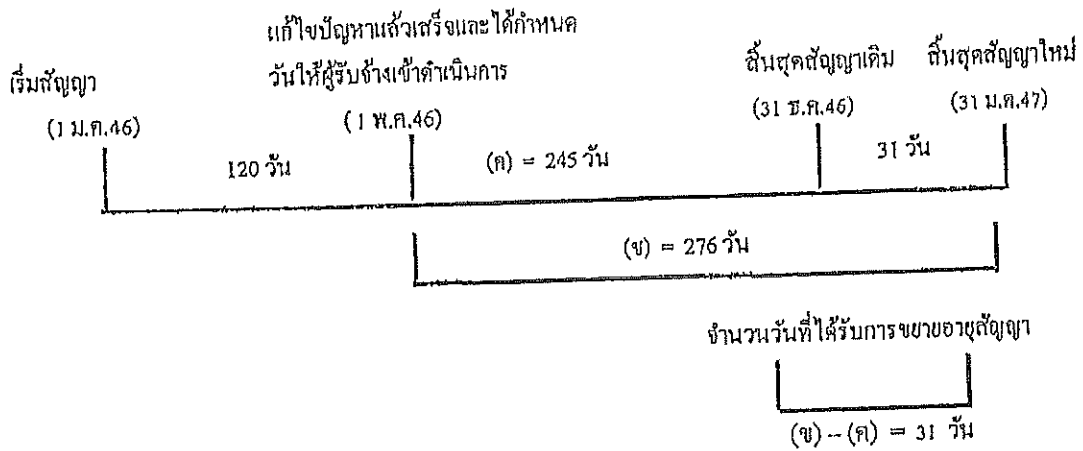 แก้ไขปัญหาแล้วเสร็จและได้กำหนด
วันให้ผู้รับจ้างเข้าดำเนินการ
เริ่มสัญญา
สิ้นสุดสัญญาเดิม
สิ้นสุดสัญญาใหม่
(1 ม.ค.46)
(1 พ.ค.46)
(31 ธ.ค.46)
(31 ม.ค.47)
120 วัน
(ค) = 245 วัน
31 วัน
(ข) = 276 วัน
จำนวนวันที่ได้รับการขยายอายุสัญญา
(ข) – (ค) = 31 วัน